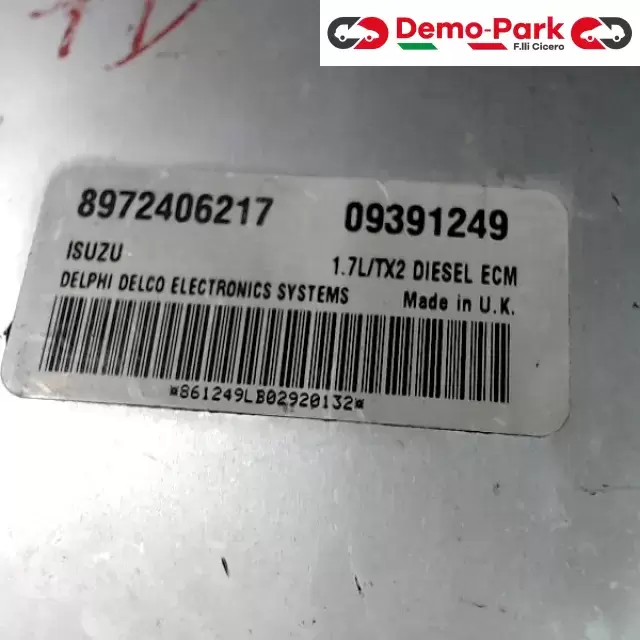 Demo-Park
F.lli Cicero
8972406217 09391249
ISUZU 1.7L/TX2 DIESEL ECM
DELPHI DELCO ELECTRONICS SYSTEMS Made in U.K.
*861249LB02920132*